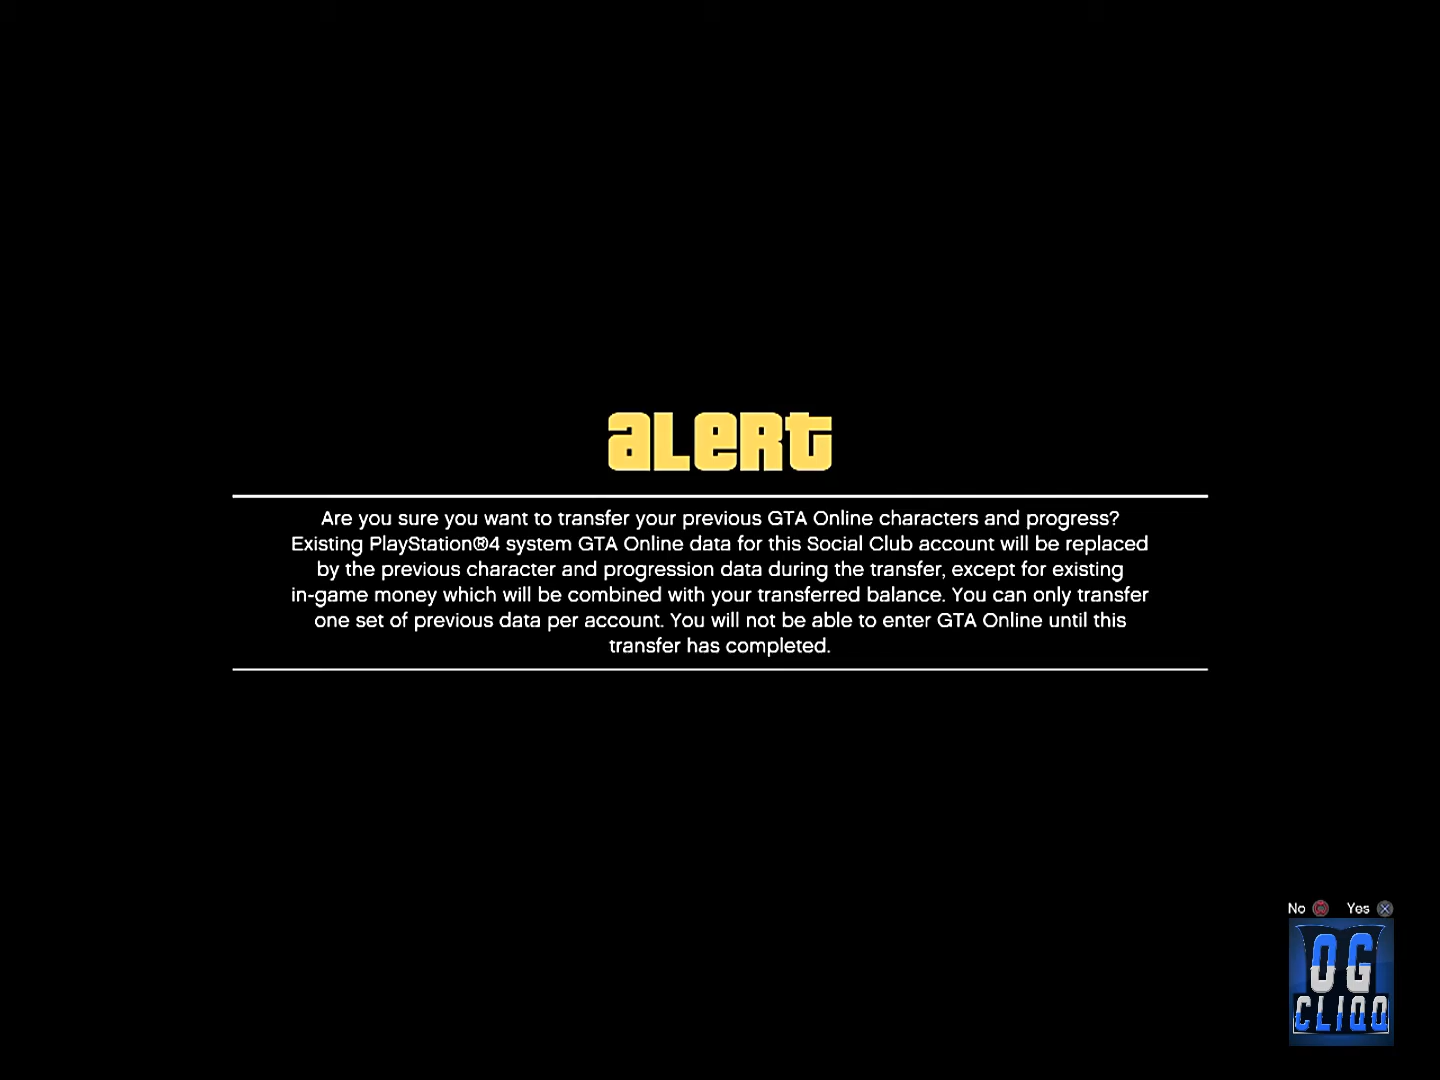 alert
Are you sure you want to transfer your previous GTA Online characters and progress?
Existing PlayStation®4 system GTA Online data for this Social Club account will be replaced
by the previous character and progression data during the transfer, except for existing
in-game money which will be combined with your transferred balance. You can only transfer
one set of previous data per account. You will not be able to enter GTA Online until this
transfer has completed.
No Yes
OG
CLIQQ